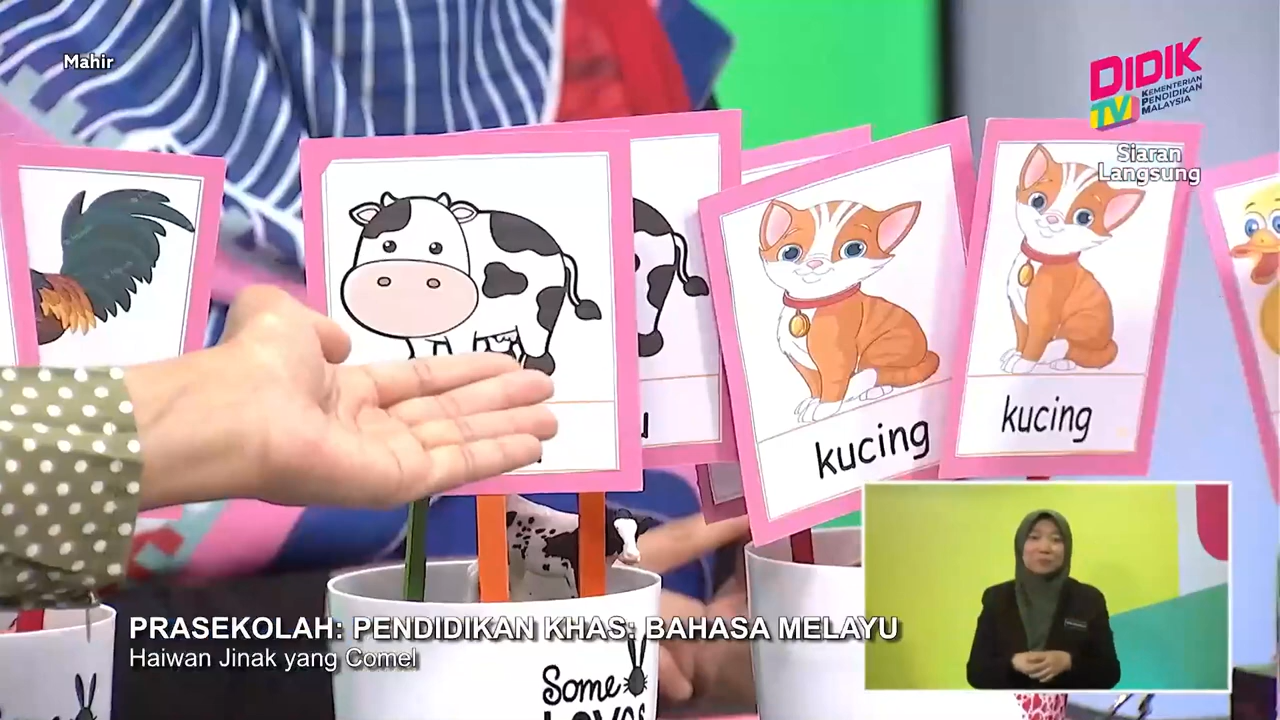 Mahir
DIDIK
TV
KEMENTERIAN
PENDIDIKAN
MALAYSIA
Siaran
Langsung
kucing
kucing
PRASEKOLAH: PENDIDIKAN KHAS: BAHASA MELAYU
Haiwan Jinak yang Comel
Some
Loves